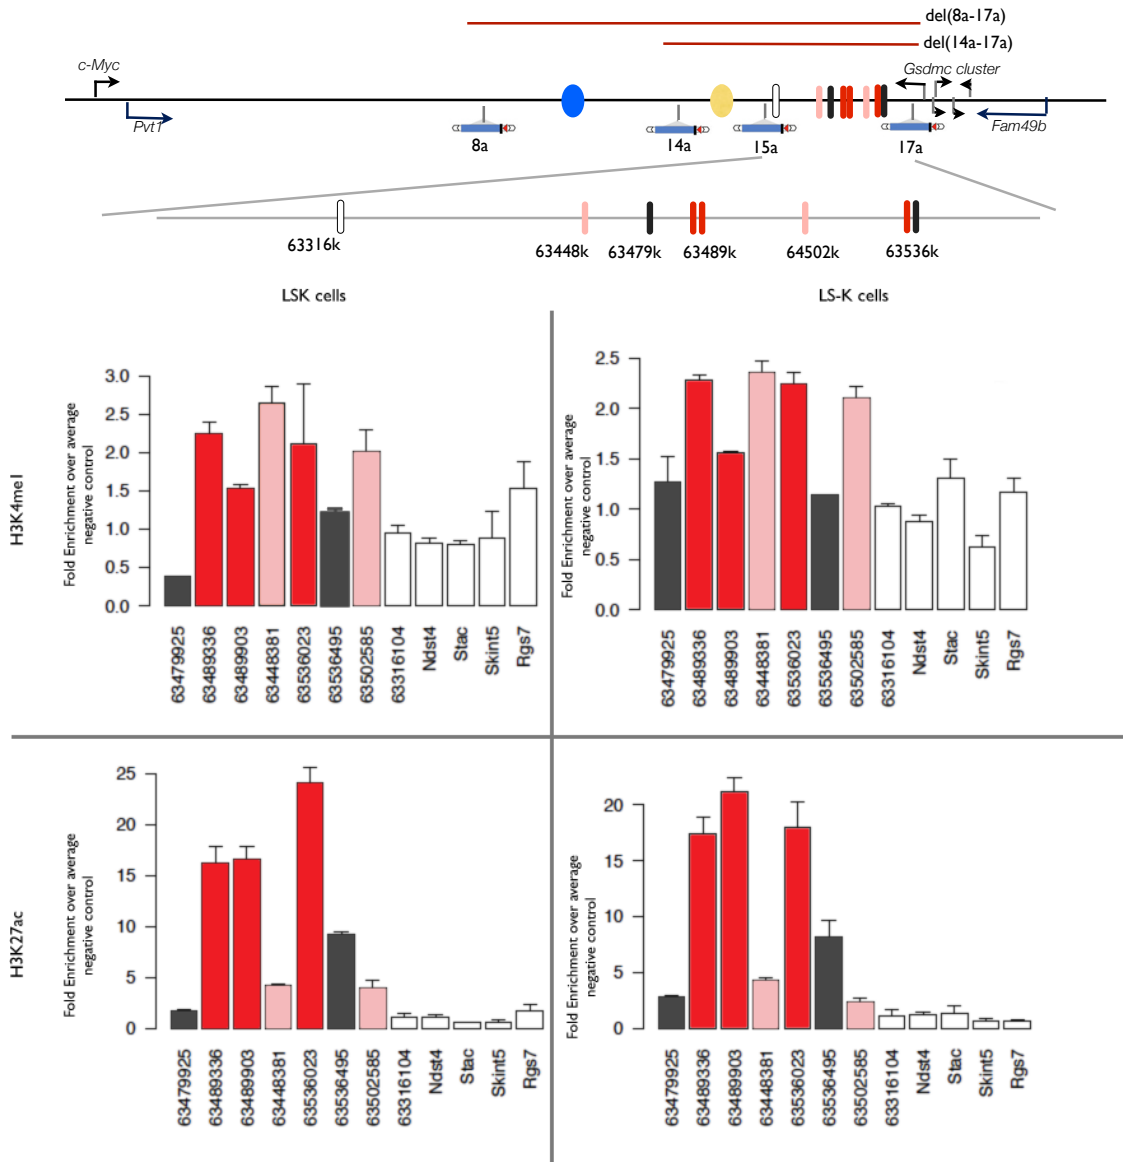 del(8a-17a)
del(14a-17a)
c-Myc
Gsdmc cluster
Pvt1
Fam49b
8a
14a
15a
17a
63316k
63448k
63479k
63489k
64502k
63536k
LSK cells
LS-K cells
H3K4me1
Fold Enrichment over average
negative control
3.0
2.5
2.0
1.5
1.0
0.5
0.0
63479925
63489336
63489903
63448381
63536023
63536495
63502585
63316104
Ndst4
Stac
Skint5
Rgs7
Fold Enrichment over average
negative control
2.5
2.0
1.5
1.0
0.5
0.0
63479925
63489336
63489903
63448381
63536023
63536495
63502585
63316104
Ndst4
Stac
Skint5
Rgs7
H3K27ac
Fold Enrichment over average
negative control
25
20
15
10
5
0
63479925
63489336
63489903
63448381
63536023
63536495
63502585
63316104
Ndst4
Stac
Skint5
Rgs7
Fold Enrichment over average
negative control
20
15
10
5
0
63479925
63489336
63489903
63448381
63536023
63536495
63502585
63316104
Ndst4
Stac
Skint5
Rgs7